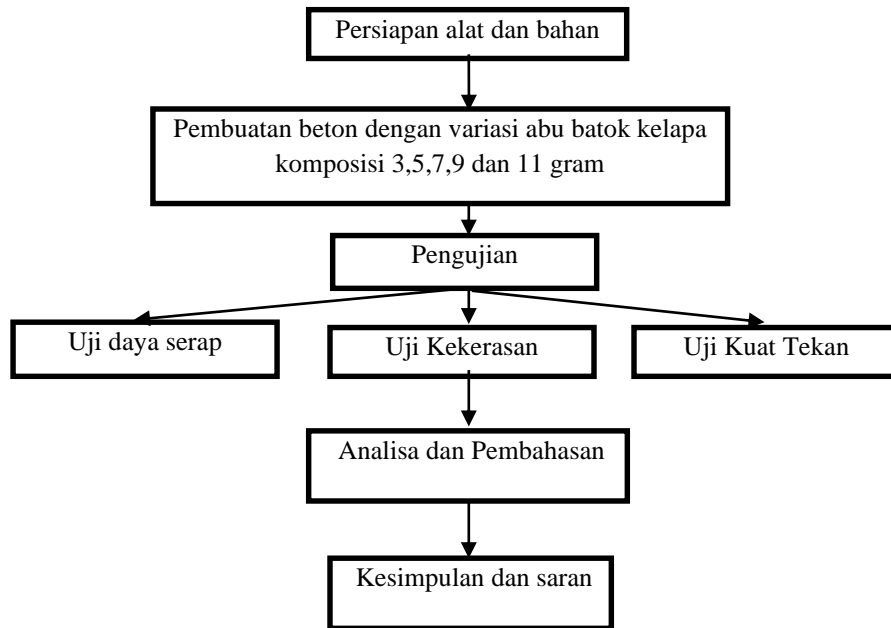 Persiapan alat dan bahan
Pembuatan beton dengan variasi abu batok kelapa
komposisi 3,5,7,9 dan 11 gram
Pengujian
Uji daya serap
Uji Kekerasan
Uji Kuat Tekan
Analisa dan Pembahasan
Kesimpulan dan saran